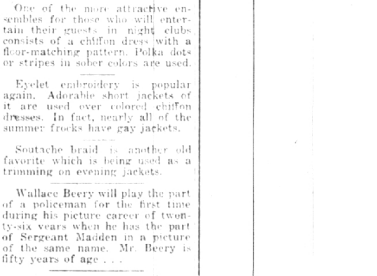 One of the more attractive en-
sembles for those who will enter-
tain their guests in night clubs
consists of a chiffon dress with a
floor-matching pattern. Polka dots
or stripes in sober colors are used.
Eyelet embroidery is popular
again. Adorable short jackets of
it are used over colored chiffon
dresses. In fact, nearly all of the
summer frocks have gay jackets.
Soutache braid is another old
favorite which is being used as a
trimming on evening jackets.
Wallace Beery will play the part
of a policeman for the first time
during his picture career of twen-
ty-six years when he has the part
of Sergeant Madden in a picture
of the same name. Mr. Beery is
fifty years of age . . .